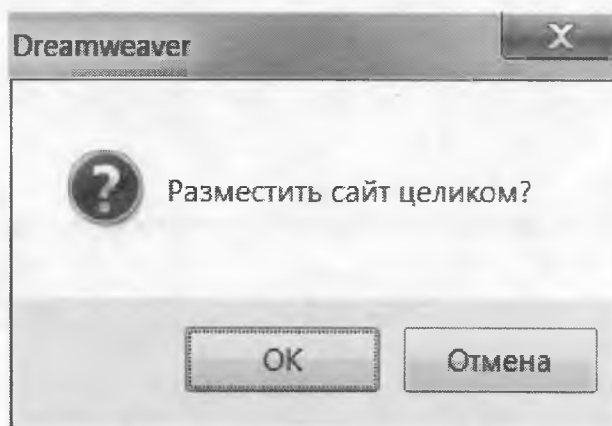 Dreamweaver
X
Разместить сайт целиком?
OK
Отмена